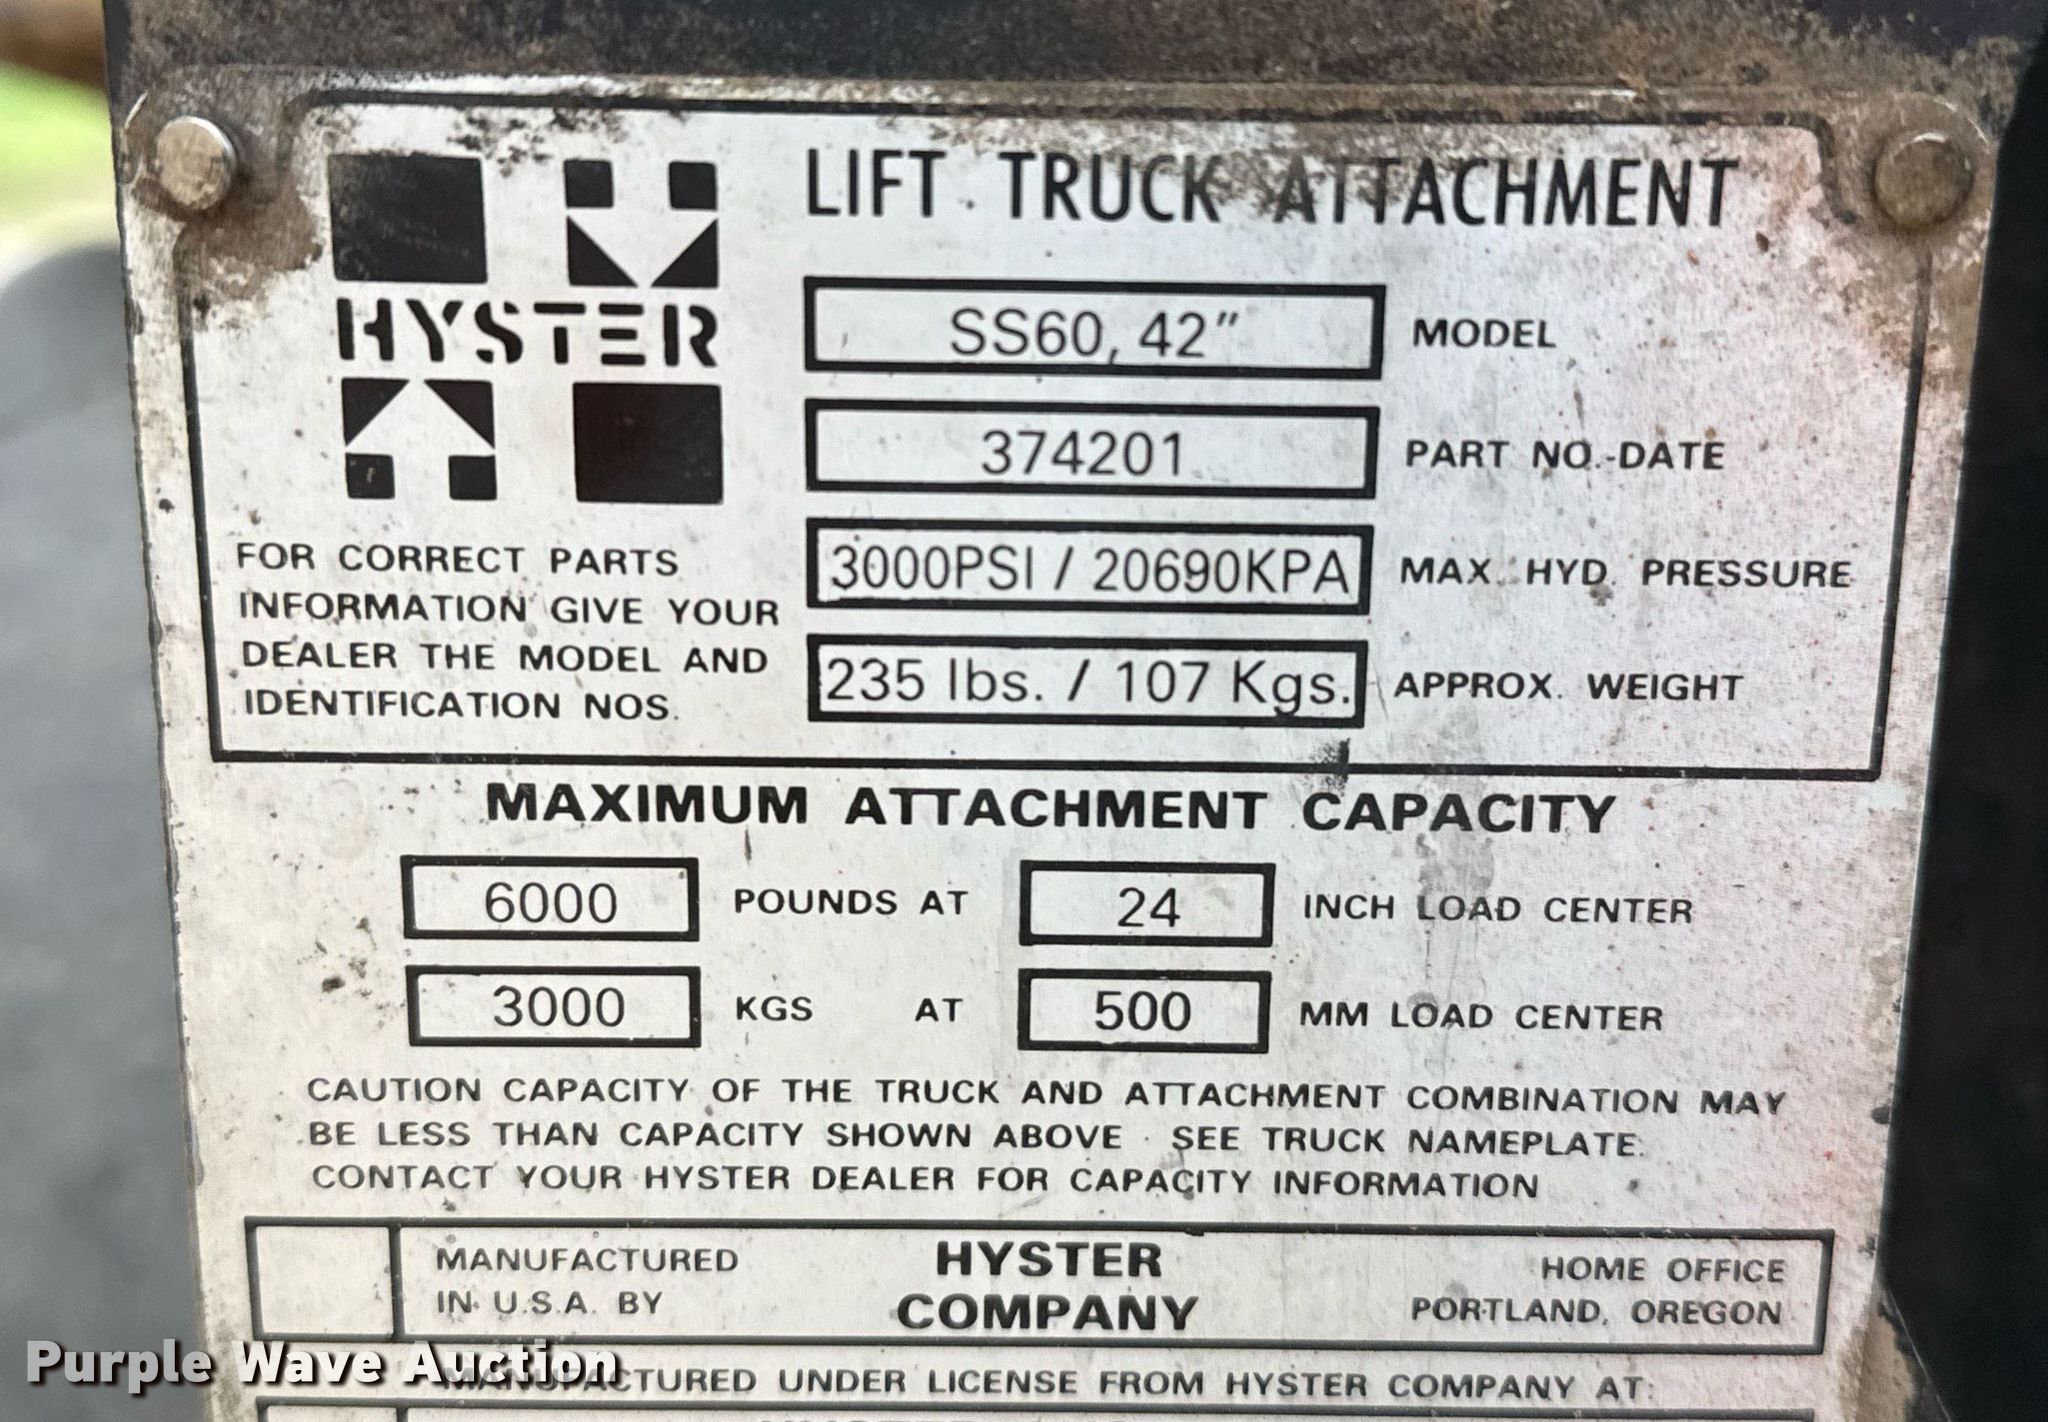 LIFT TRUCK ATTACHMENT
HYSTER
SS60, 42" MODEL
374201 PART NO.-DATE
3000PSI / 20690KPA MAX. HYD. PRESSURE
235 lbs. / 107 Kgs. APPROX. WEIGHT
FOR CORRECT PARTS
INFORMATION GIVE YOUR
DEALER THE MODEL AND
IDENTIFICATION NOS.
MAXIMUM ATTACHMENT CAPACITY
6000 POUNDS AT 24 INCH LOAD CENTER
3000 KGS AT 500 MM LOAD CENTER
CAUTION CAPACITY OF THE TRUCK AND ATTACHMENT COMBINATION MAY
BE LESS THAN CAPACITY SHOWN ABOVE SEE TRUCK NAMEPLATE.
CONTACT YOUR HYSTER DEALER FOR CAPACITY INFORMATION
MANUFACTURED
IN U.S.A. BY
HYSTER
COMPANY
HOME OFFICE
PORTLAND, OREGON
Purple Wave Auction
MANUFACTURED UNDER LICENSE FROM HYSTER COMPANY AT: